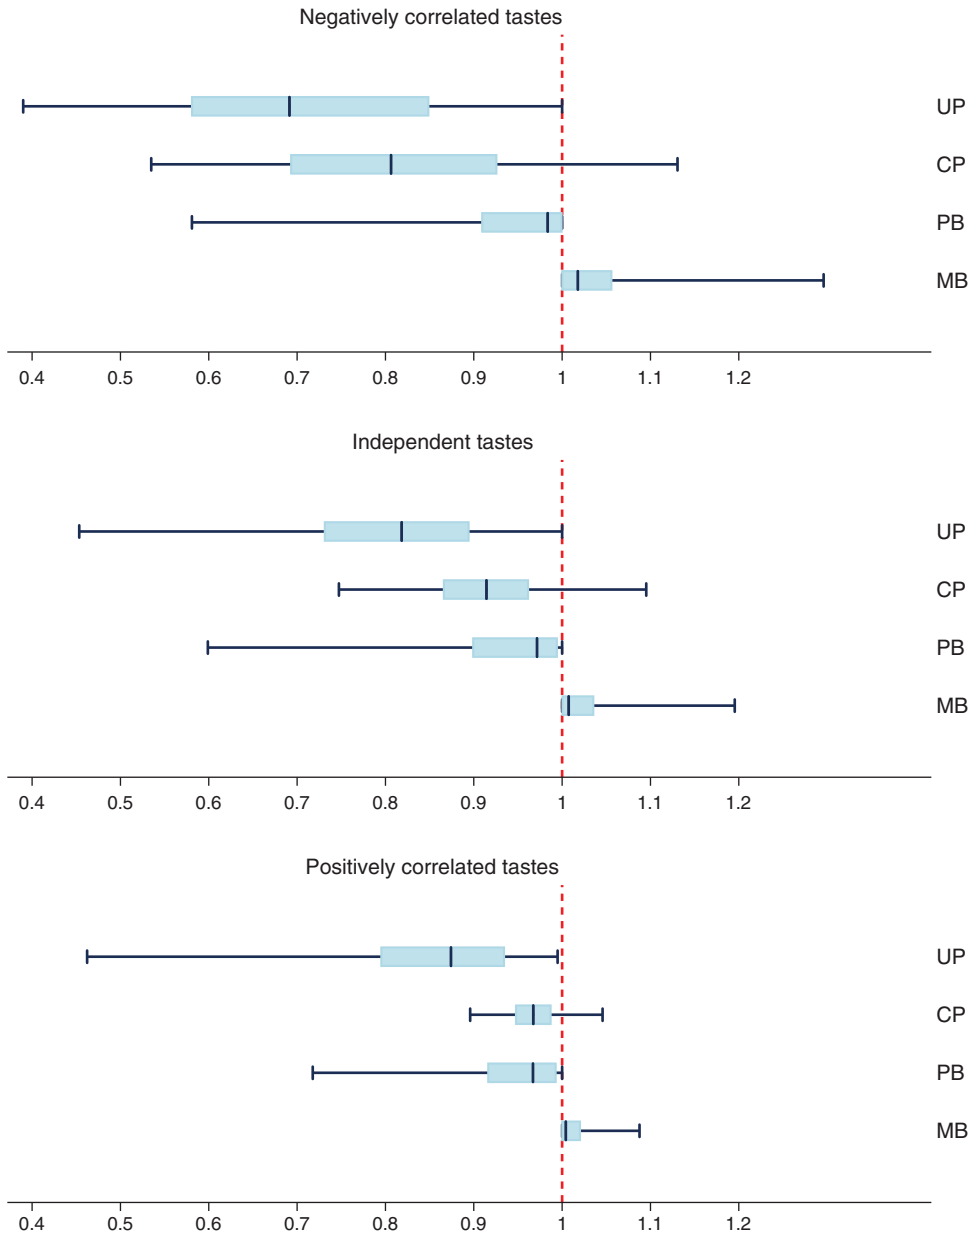 Negatively correlated tastes
UP
CP
PB
MB
0.4 0.5 0.6 0.7 0.8 0.9 1 1.1 1.2
Independent tastes
UP
CP
PB
MB
0.4 0.5 0.6 0.7 0.8 0.9 1 1.1 1.2
Positively correlated tastes
UP
CP
PB
MB
0.4 0.5 0.6 0.7 0.8 0.9 1 1.1 1.2